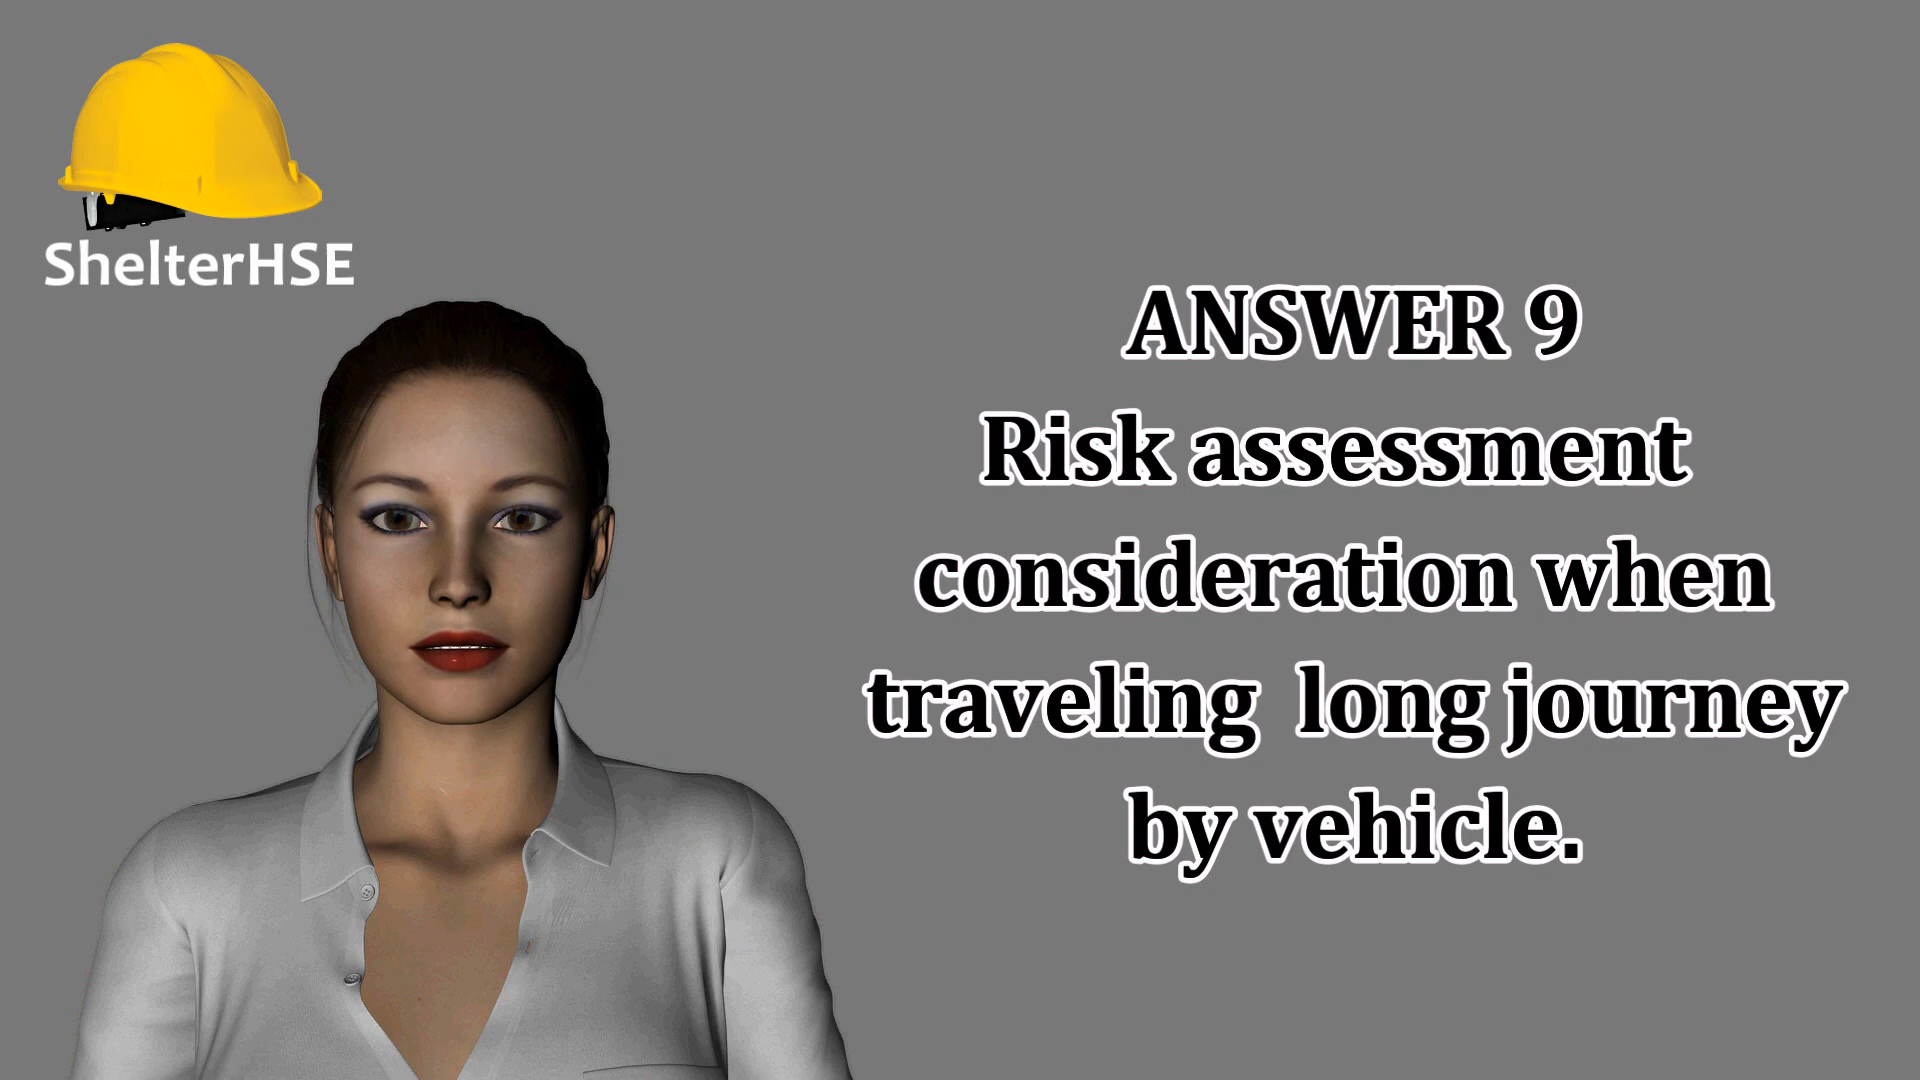 ShelterHSE
ANSWER 9
Risk assessment
consideration when
traveling  long journey
by vehicle.